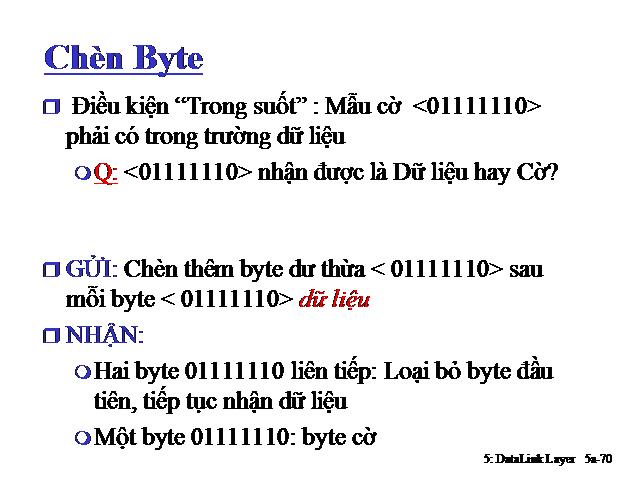 Chèn Byte
Điều kiện “Trong suốt” : Mẫu cờ <01111110>
phải có trong trường dữ liệu
Q: <01111110> nhận được là Dữ liệu hay Cờ?
GỬI: Chèn thêm byte dư thừa < 01111110> sau
mỗi byte < 01111110> dữ liệu
NHẬN:
Hai byte 01111110 liên tiếp: Loại bỏ byte đầu
tiên, tiếp tục nhận dữ liệu
Một byte 01111110: byte cờ
5: DataLink Layer 5a-70